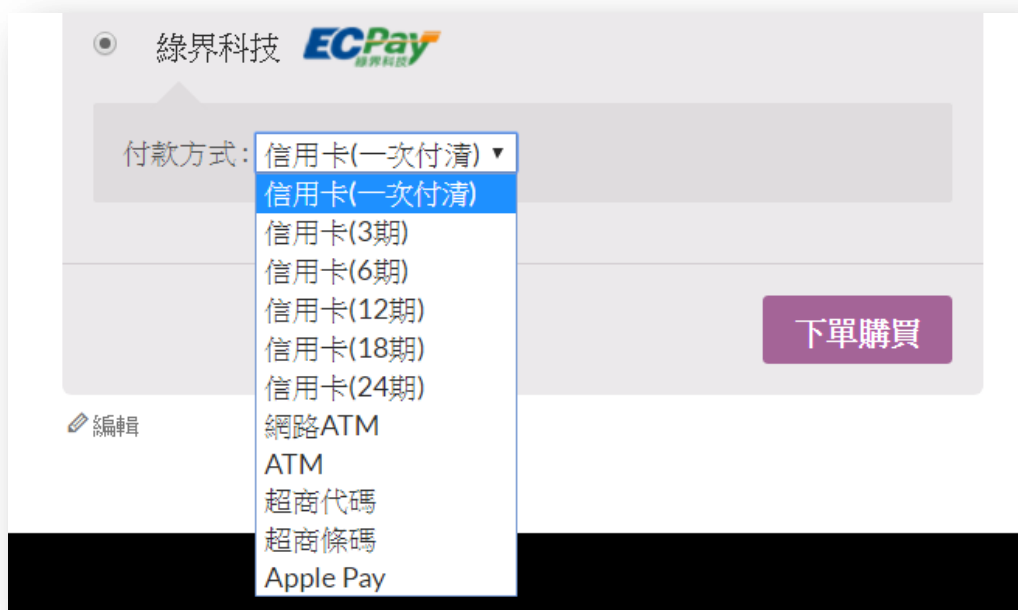 綠界科技 ECPay 綠界科技
付款方式: 信用卡(一次付清)
信用卡(一次付清)
信用卡(3期)
信用卡(6期)
信用卡(12期)
信用卡(18期)
信用卡(24期)
網路ATM
ATM
超商代碼
超商條碼
Apple Pay
下單購買
編輯